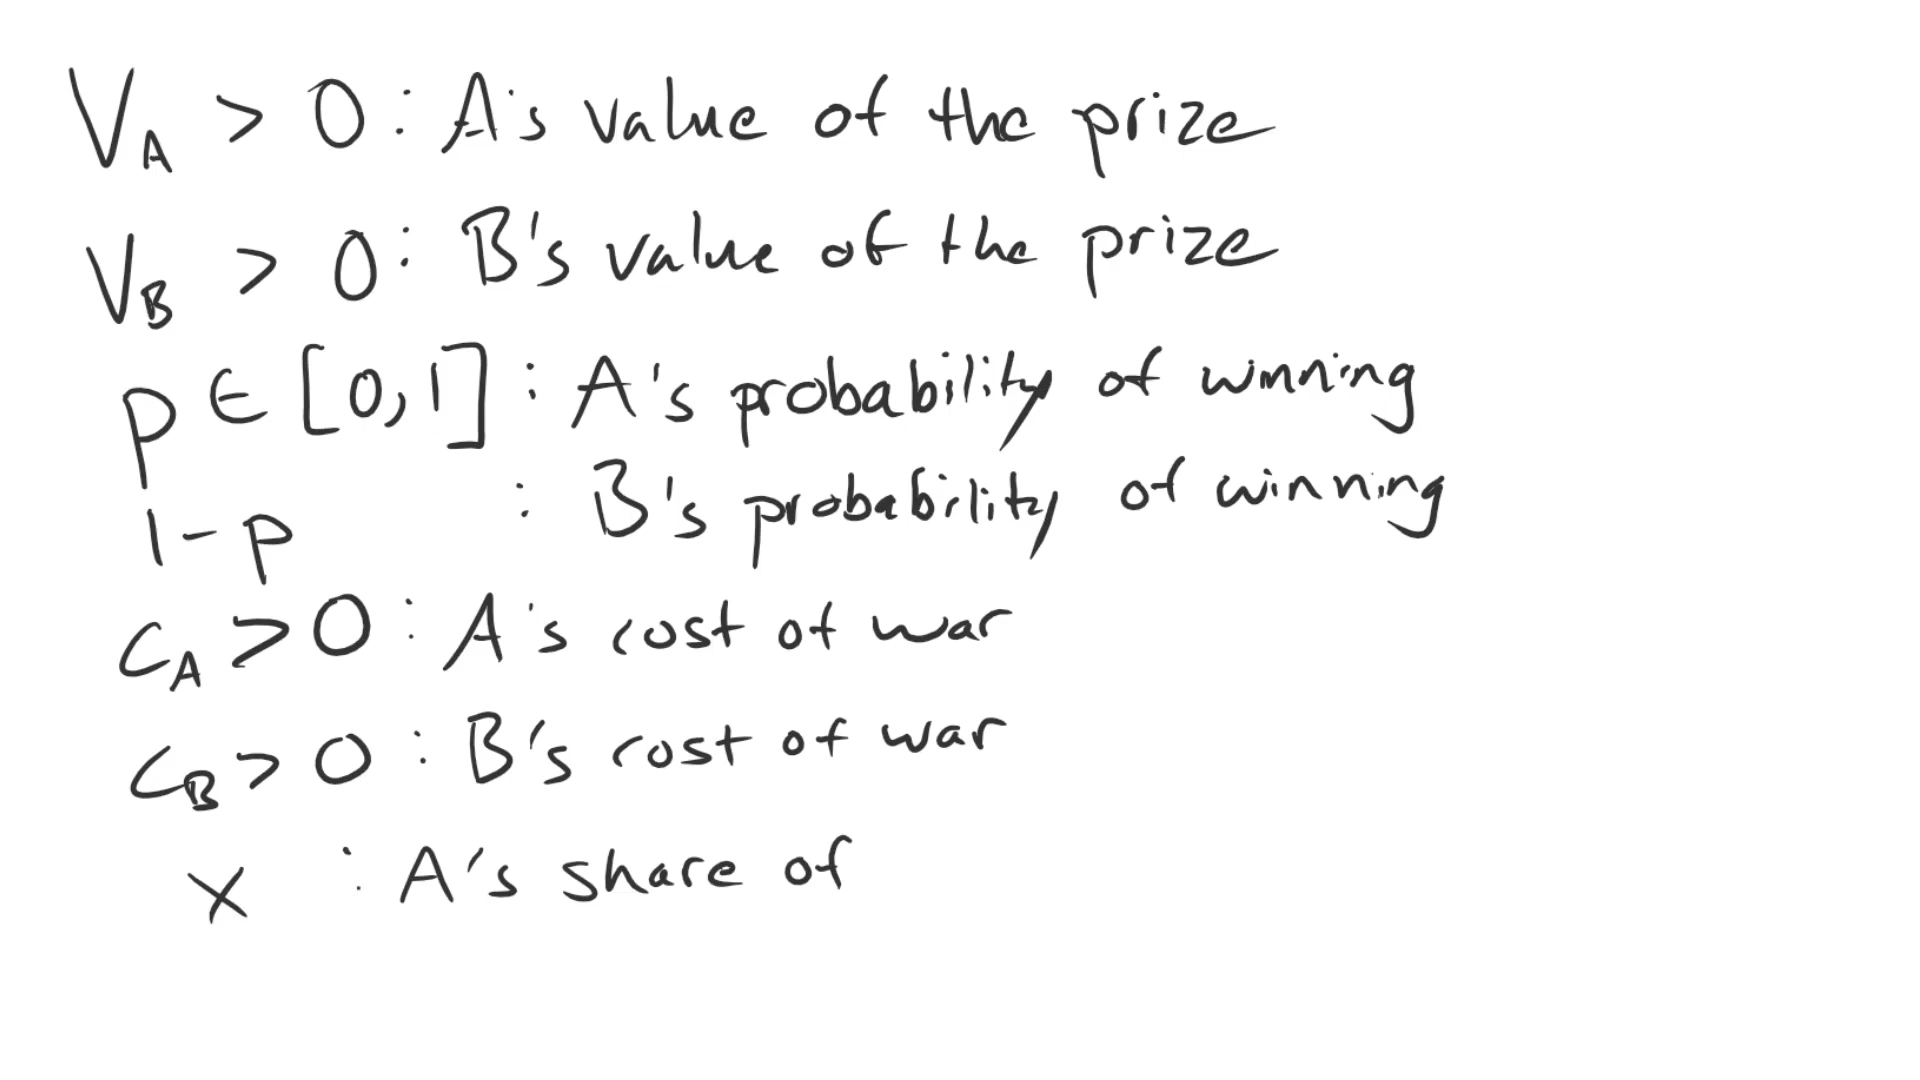 V_A > 0 : A's value of the prize
V_B > 0 : B's value of the prize
p ∈ [0,1] : A's probability of winning
1-p : B's probability of winning
c_A > 0 : A's cost of war
c_B > 0 : B's cost of war
x : A's share of